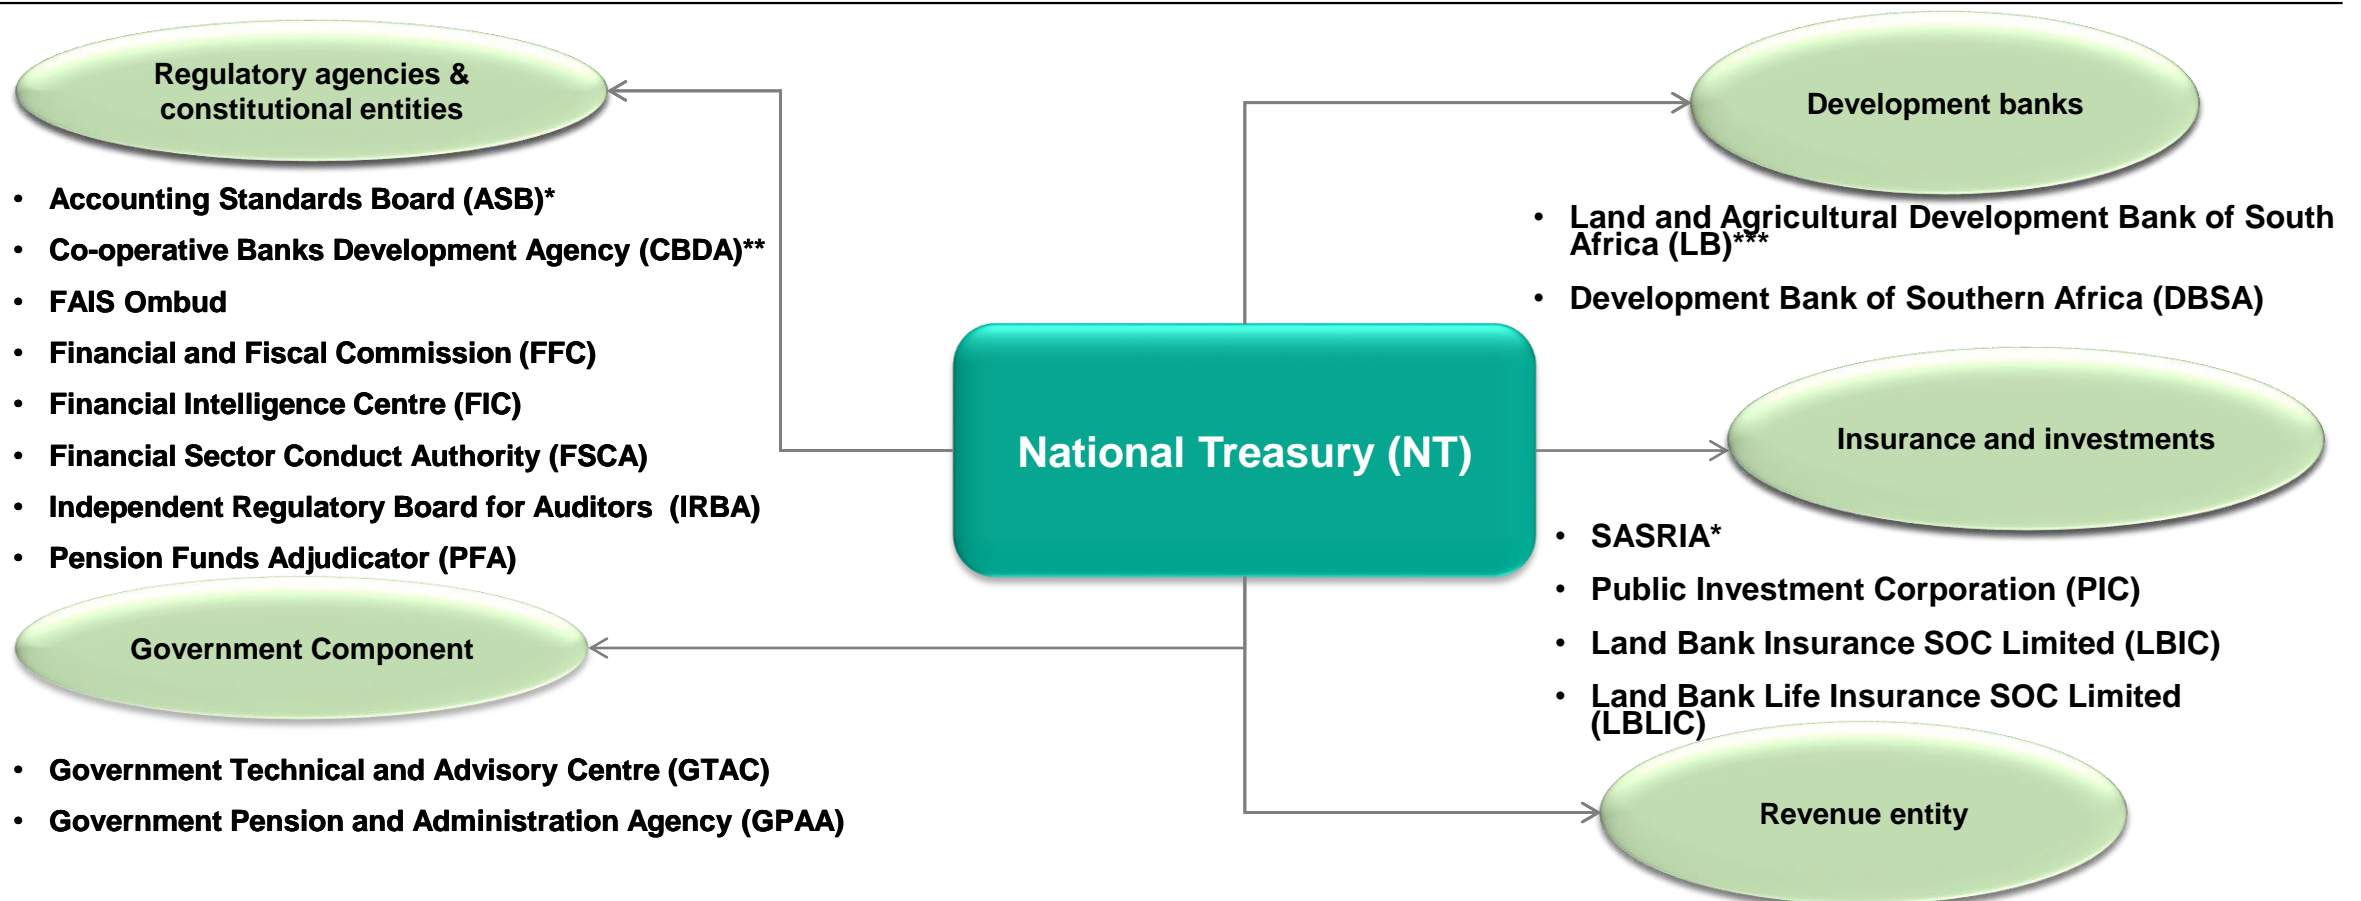 Regulatory agencies &
constitutional entities
• Accounting Standards Board (ASB)*
• Co-operative Banks Development Agency (CBDA)**
• FAIS Ombud
• Financial and Fiscal Commission (FFC)
• Financial Intelligence Centre (FIC)
• Financial Sector Conduct Authority (FSCA)
• Independent Regulatory Board for Auditors  (IRBA)
• Pension Funds Adjudicator (PFA)
Government Component
• Government Technical and Advisory Centre (GTAC)
• Government Pension and Administration Agency (GPAA)
National Treasury (NT)
Development banks
• Land and Agricultural Development Bank of South
Africa (LB)***
• Development Bank of Southern Africa (DBSA)
Insurance and investments
• SASRIA*
• Public Investment Corporation (PIC)
• Land Bank Insurance SOC Limited (LBIC)
• Land Bank Life Insurance SOC Limited
(LBLIC)
Revenue entity